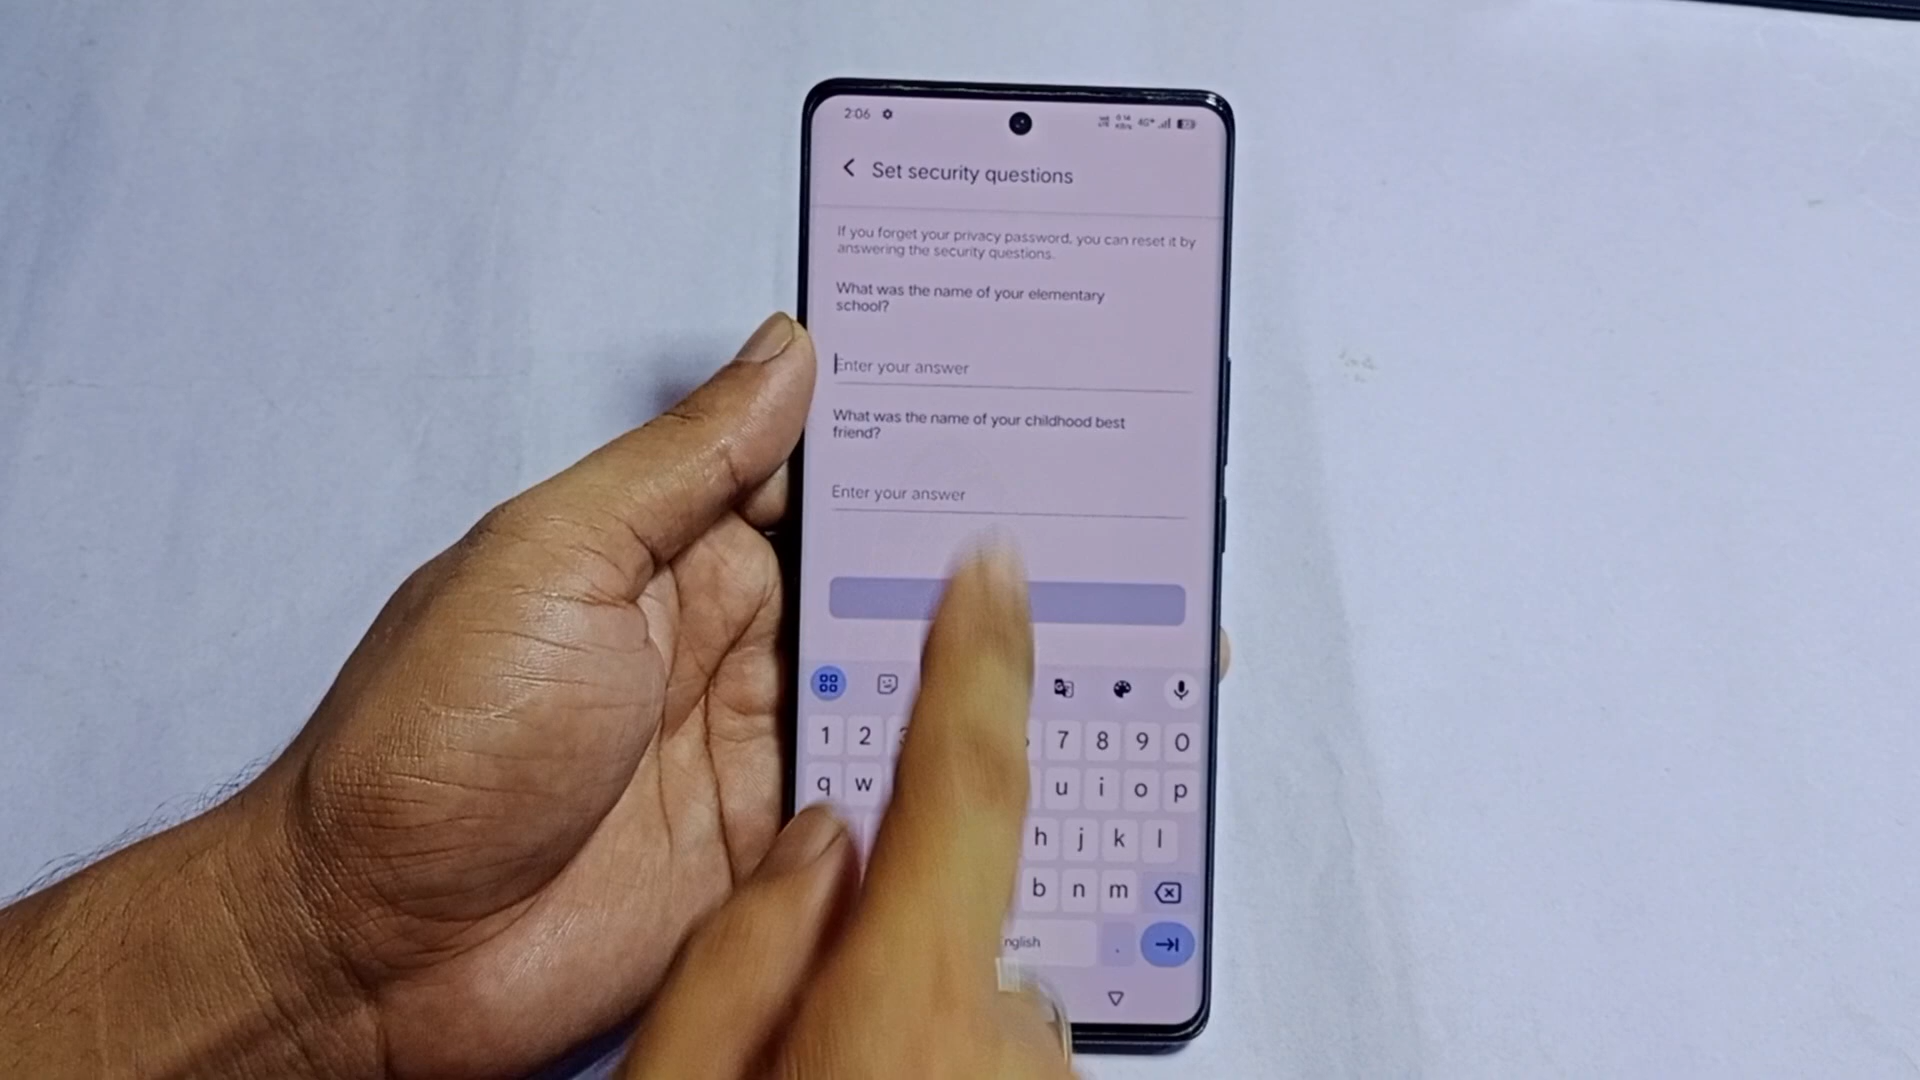 2:06
4G+
Set security questions
If you forget your privacy password, you can reset it by
answering the security questions.
What was the name of your elementary
school?
Enter your answer
What was the name of your childhood best
friend?
Enter your answer
1 2 3 7 8 9 0
q w u i o p
h j k l
b n m
nglish .